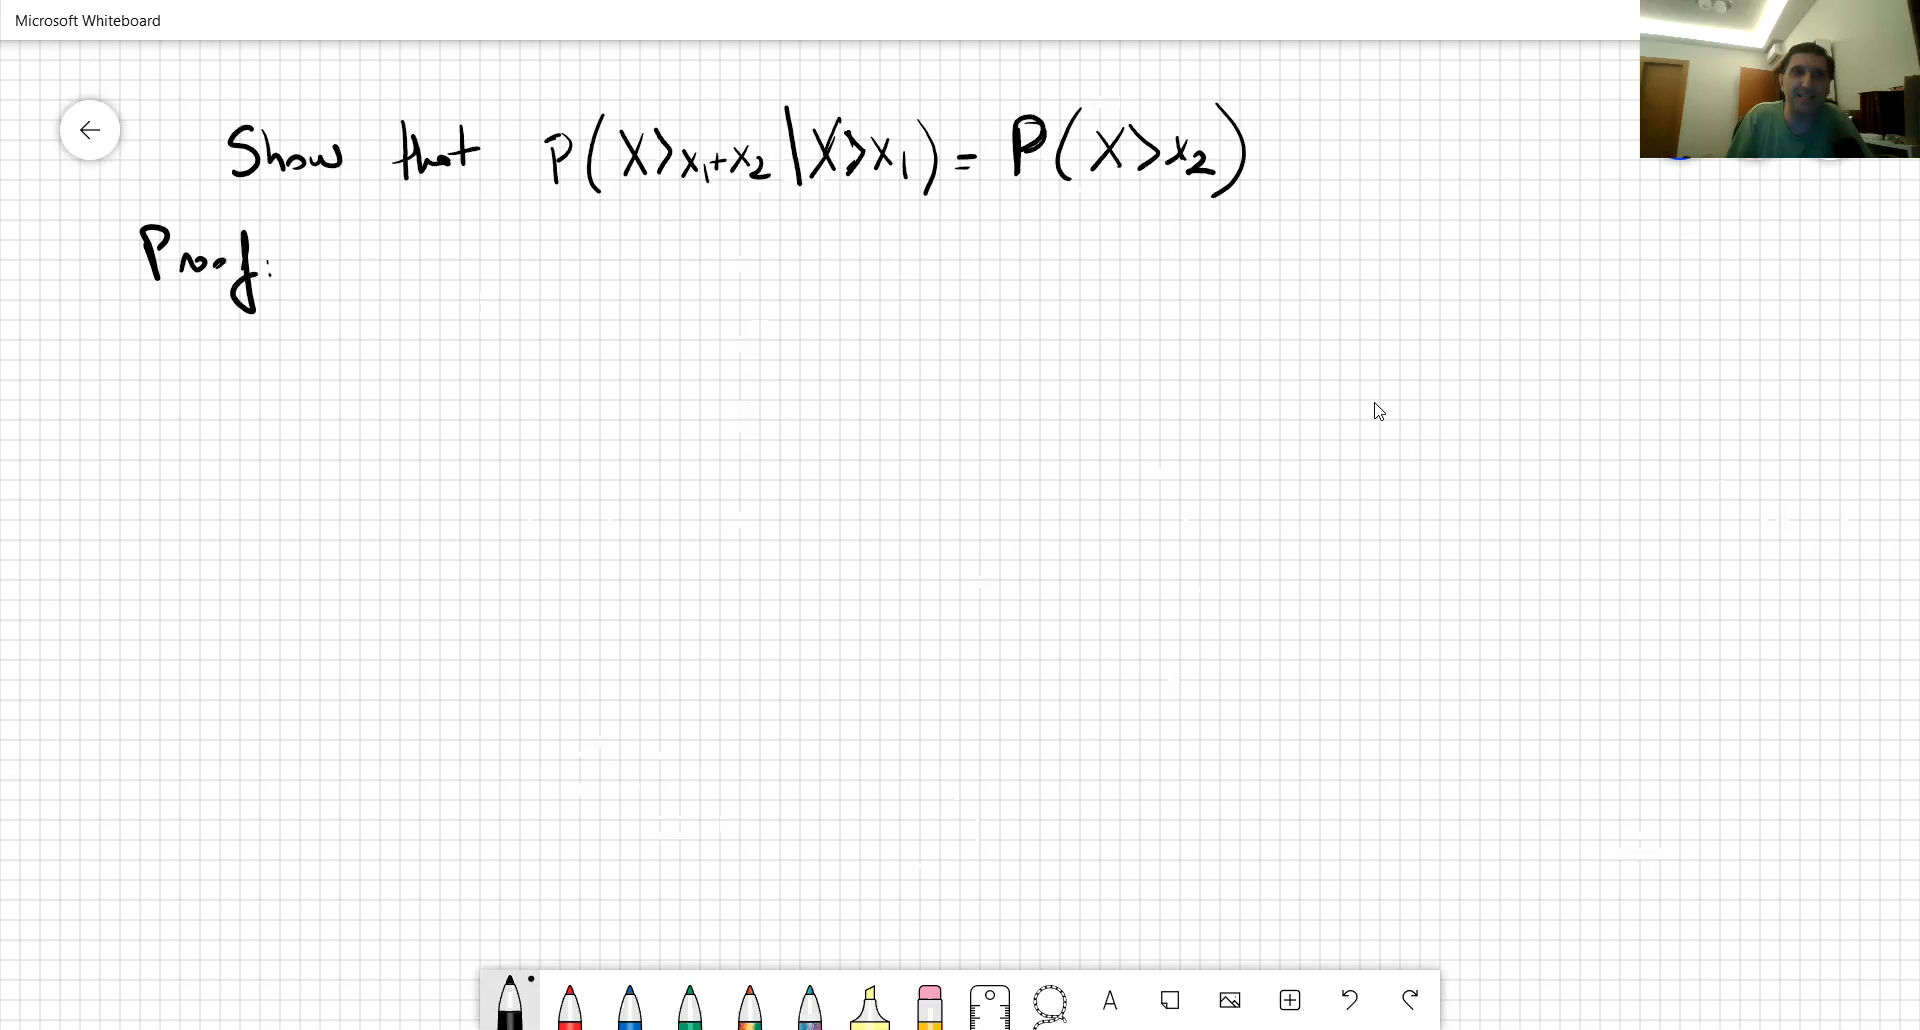 Microsoft Whiteboard
Show that P(X>x₁+x₂|X>x₁)=P(X>x₂)
Proof:
A